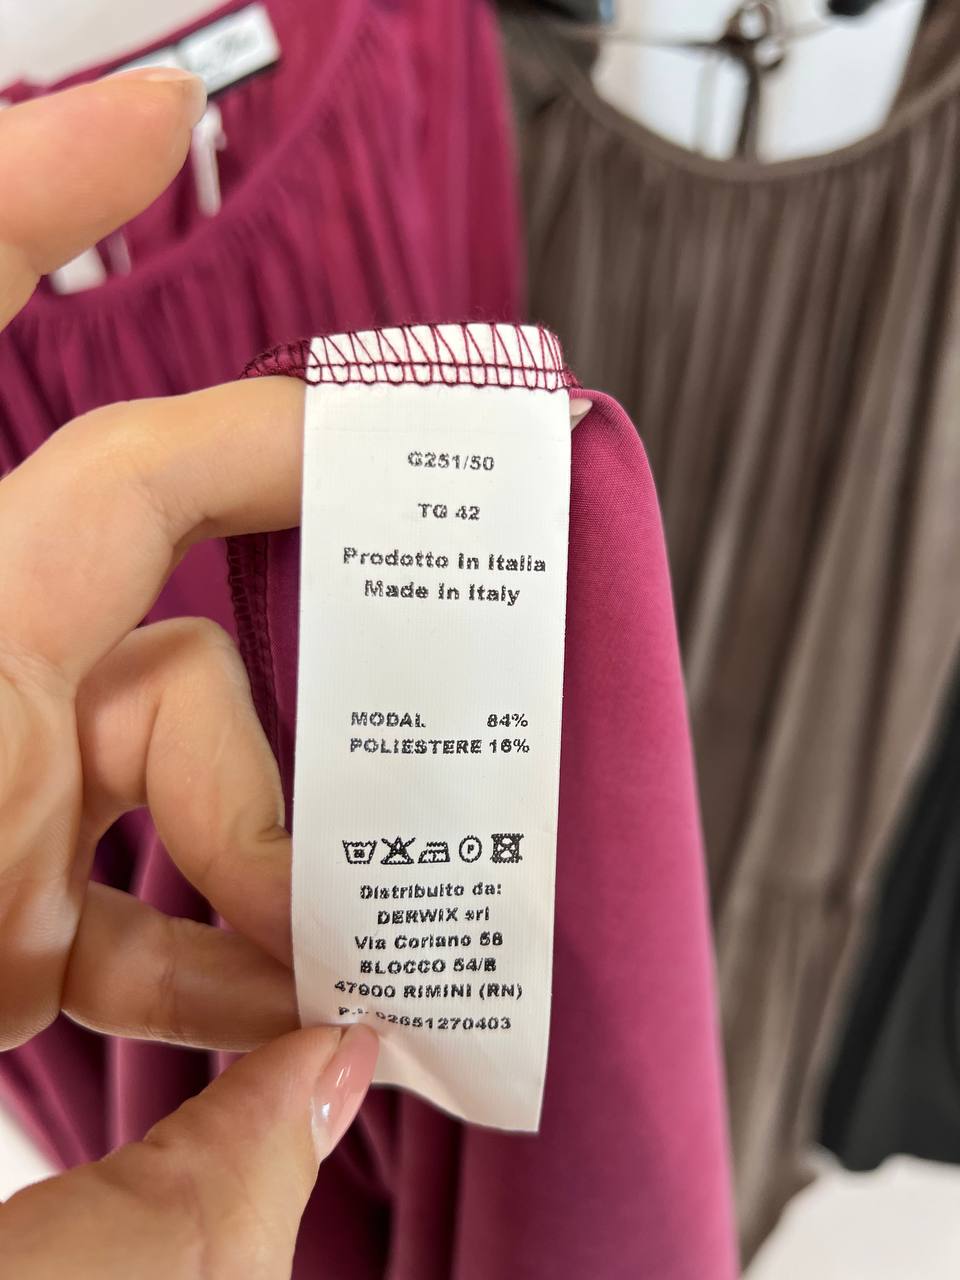 G251/50
TG 42
Prodotto in Italia
Made in Italy
MODAL 84%
POLIESTERE 16%
P
Distribuito da:
DERWIX srl
Via Coriano 58
BLOCCO 54/B
47900 RIMINI (RN)
02651270403